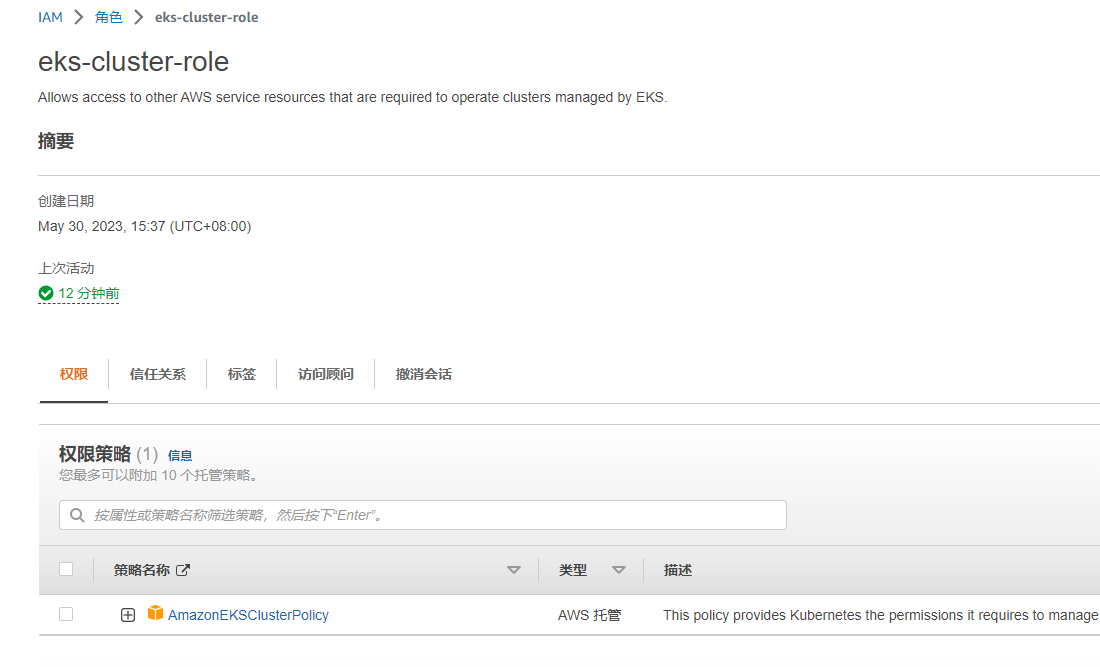 IAM > 角色 > eks-cluster-role
eks-cluster-role
Allows access to other AWS service resources that are required to operate clusters managed by EKS.
摘要
创建日期
May 30, 2023, 15:37 (UTC+08:00)
上次活动
12 分钟前
权限 信任关系 标签 访问顾问 撤消会话
权限策略 (1) 信息
您最多可以附加 10 个托管策略。
按属性或策略名称筛选策略，然后按下“Enter”。
策略名称 类型 描述
AmazonEKSClusterPolicy AWS 托管 This policy provides Kubernetes the permissions it requires to manage